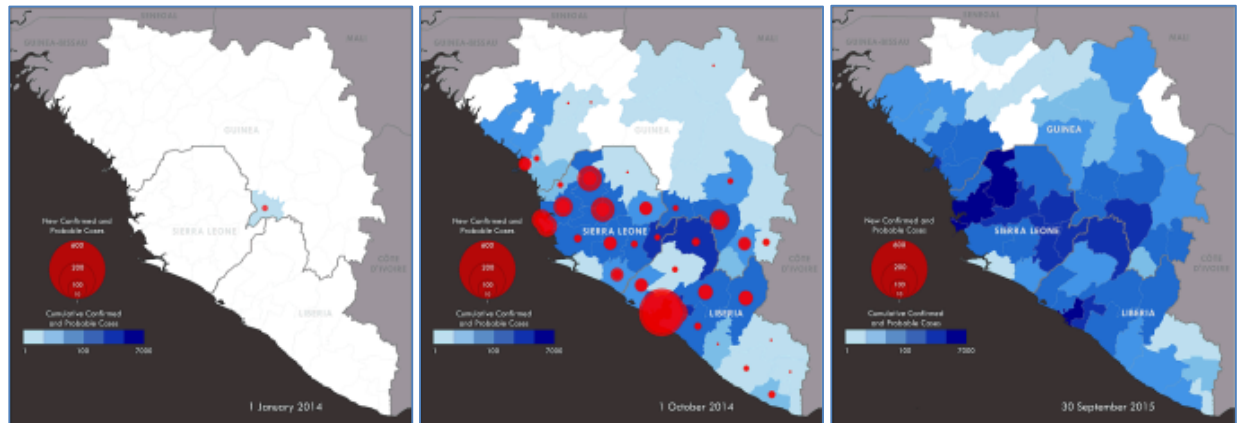 SENEGAL
GUINEA-BISSAU
MALI
GUINEA
SIERRA LEONE
LIBERIA
CÔTE
D'IVOIRE
New Confirmed and
Probable Cases
600
200
100
10
Cumulative Confirmed
and Probable Cases
1 100 7000
1 January 2014
SENEGAL
GUINEA-BISSAU
MALI
GUINEA
SIERRA LEONE
LIBERIA
CÔTE
D'IVOIRE
New Confirmed and
Probable Cases
600
200
100
10
Cumulative Confirmed
and Probable Cases
1 100 7000
1 October 2014
SENEGAL
GUINEA-BISSAU
MALI
GUINEA
SIERRA LEONE
LIBERIA
CÔTE
D'IVOIRE
New Confirmed and
Probable Cases
600
200
100
10
Cumulative Confirmed
and Probable Cases
1 100 7000
30 September 2015